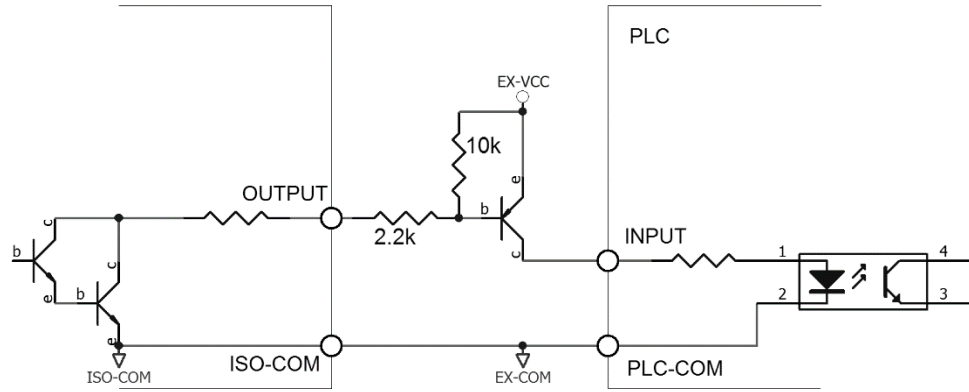 PLC
EX-VCC
10k
e
OUTPUT
b
c
2.2k
c
INPUT
b
c
e
b
1
4
2
3
e
ISO-COM
ISO-COM
EX-COM
PLC-COM